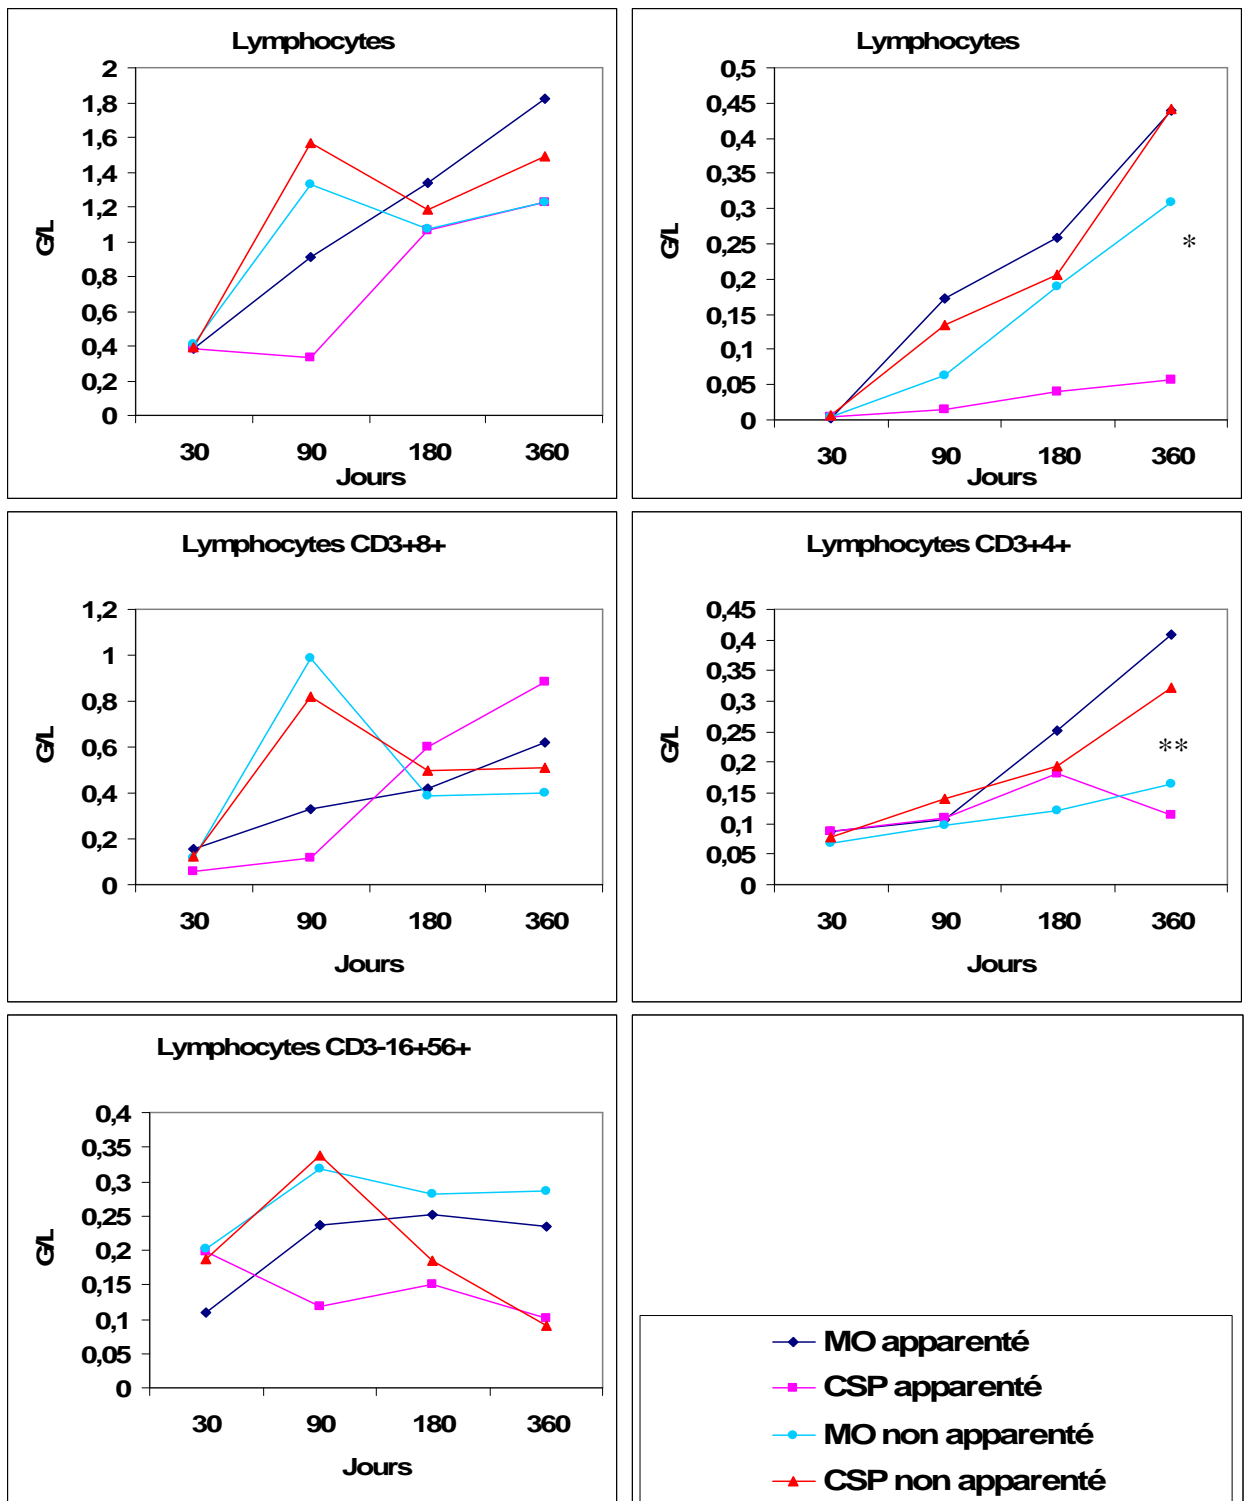 Lymphocytes
2
1,8
1,6
1,4
1,2
1
0,8
0,6
0,4
0,2
0
G/L
30 90 180 360
Jours
Lymphocytes
0,5
0,45
0,4
0,35
0,3
0,25
0,2
0,15
0,1
0,05
0
G/L
*
30 90 180 360
Jours
Lymphocytes CD3+8+
1,2
1
0,8
0,6
0,4
0,2
0
G/L
30 90 180 360
Jours
Lymphocytes CD3+4+
0,45
0,4
0,35
0,3
0,25
0,2
0,15
0,1
0,05
0
G/L
**
30 90 180 360
Jours
Lymphocytes CD3-16+56+
0,4
0,35
0,3
0,25
0,2
0,15
0,1
0,05
0
G/L
30 90 180 360
Jours
MO apparenté
CSP apparenté
MO non apparenté
CSP non apparenté